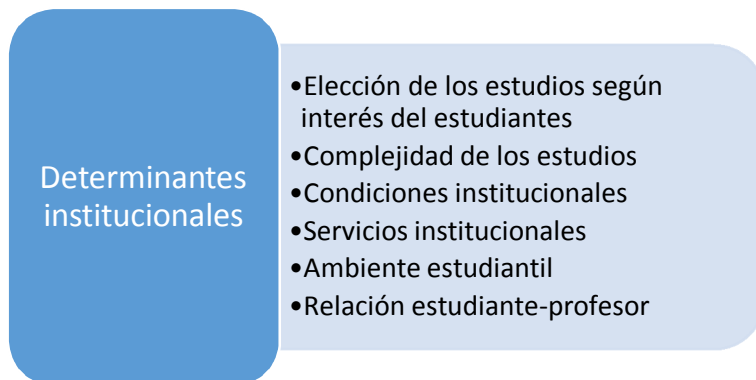 Determinantes
institucionales
•Elección de los estudios según
interés del estudiantes
•Complejidad de los estudios
•Condiciones institucionales
•Servicios institucionales
•Ambiente estudiantil
•Relación estudiante-profesor